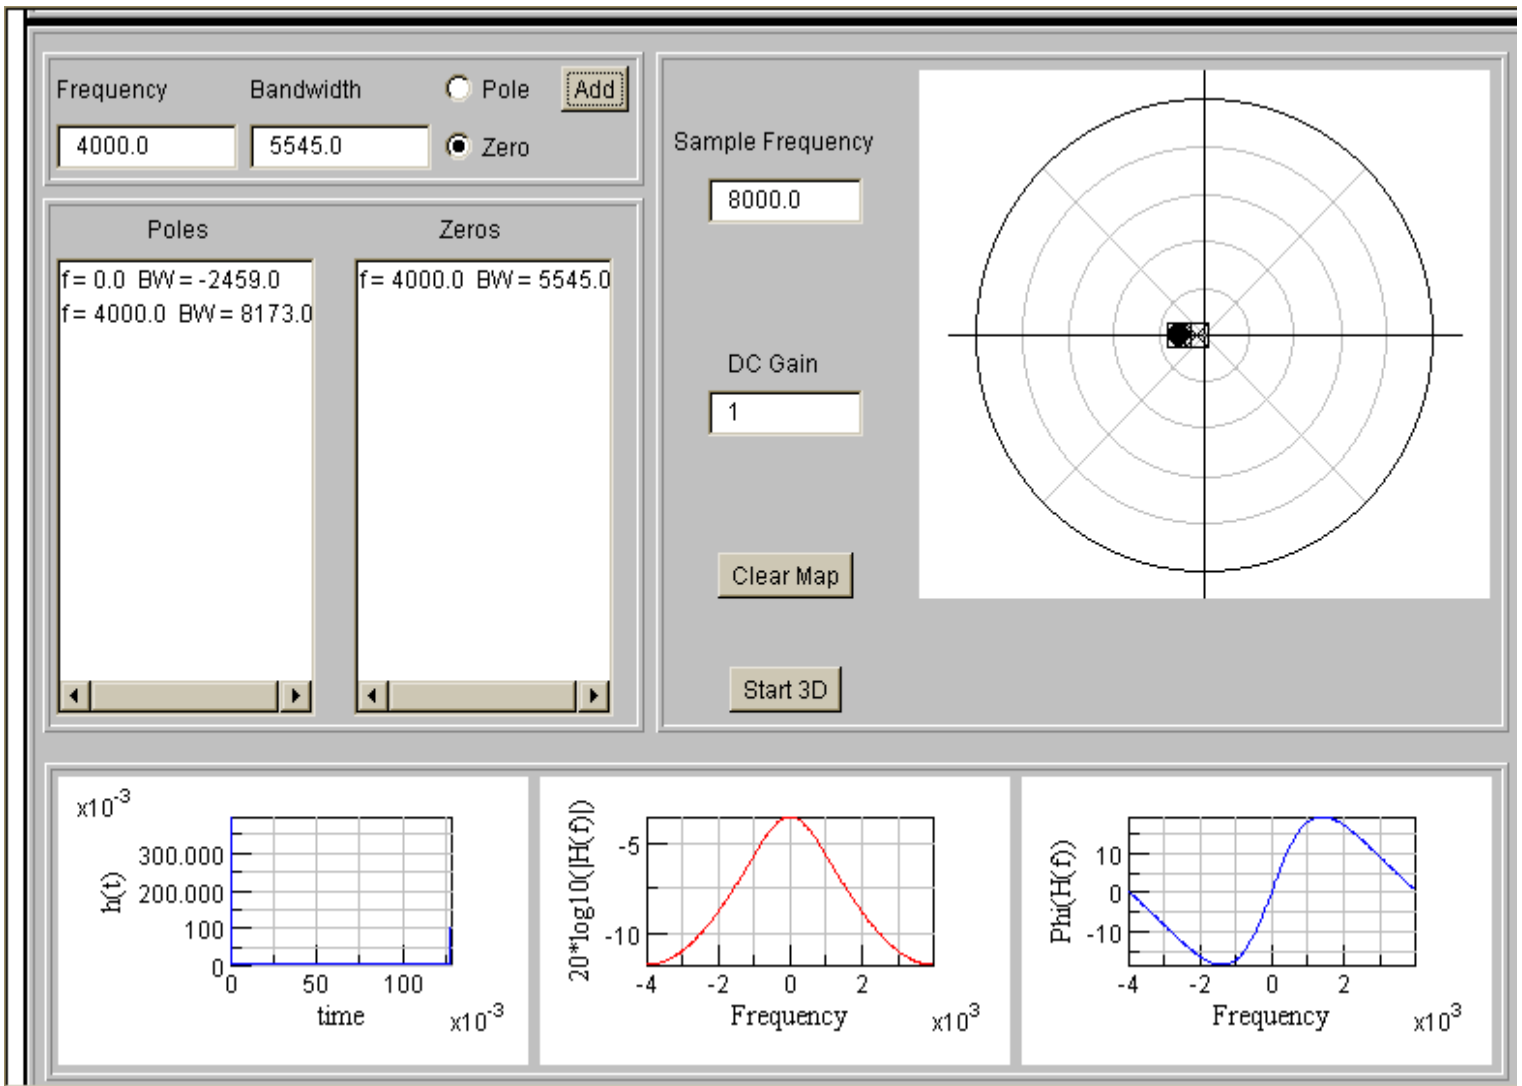 Frequency Bandwidth Pole Add
4000.0 5545.0 Zero
Poles Zeros
f= 0.0 BW= -2459.0 f= 4000.0 BW= 5545.0
f= 4000.0 BW= 8173.0
Sample Frequency
8000.0
DC Gain
1
Clear Map
Start 3D
x10-3
h(t)
300.000
200.000
100
0
0 50 100
time x10-3
20*log10(|H(f)|)
-5
-10
-4 -2 0 2
Frequency x103
Phi(H(f))
10
0
-10
-4 -2 0 2
Frequency x103